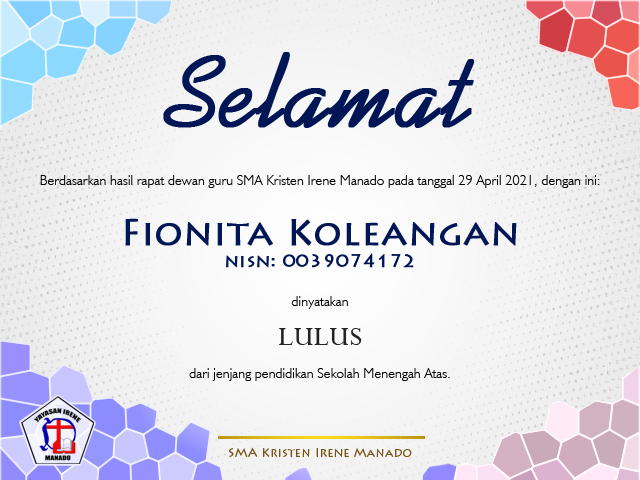 Selamat
Berdasarkan hasil rapat dewan guru SMA Kristen Irene Manado pada tanggal 29 April 2021, dengan ini:
Fionita Koleangan
NISN: 0039074172
dinyatakan
LULUS
dari jenjang pendidikan Sekolah Menengah Atas.
YAYASAN IRENE
MANADO
SMA Kristen Irene Manado